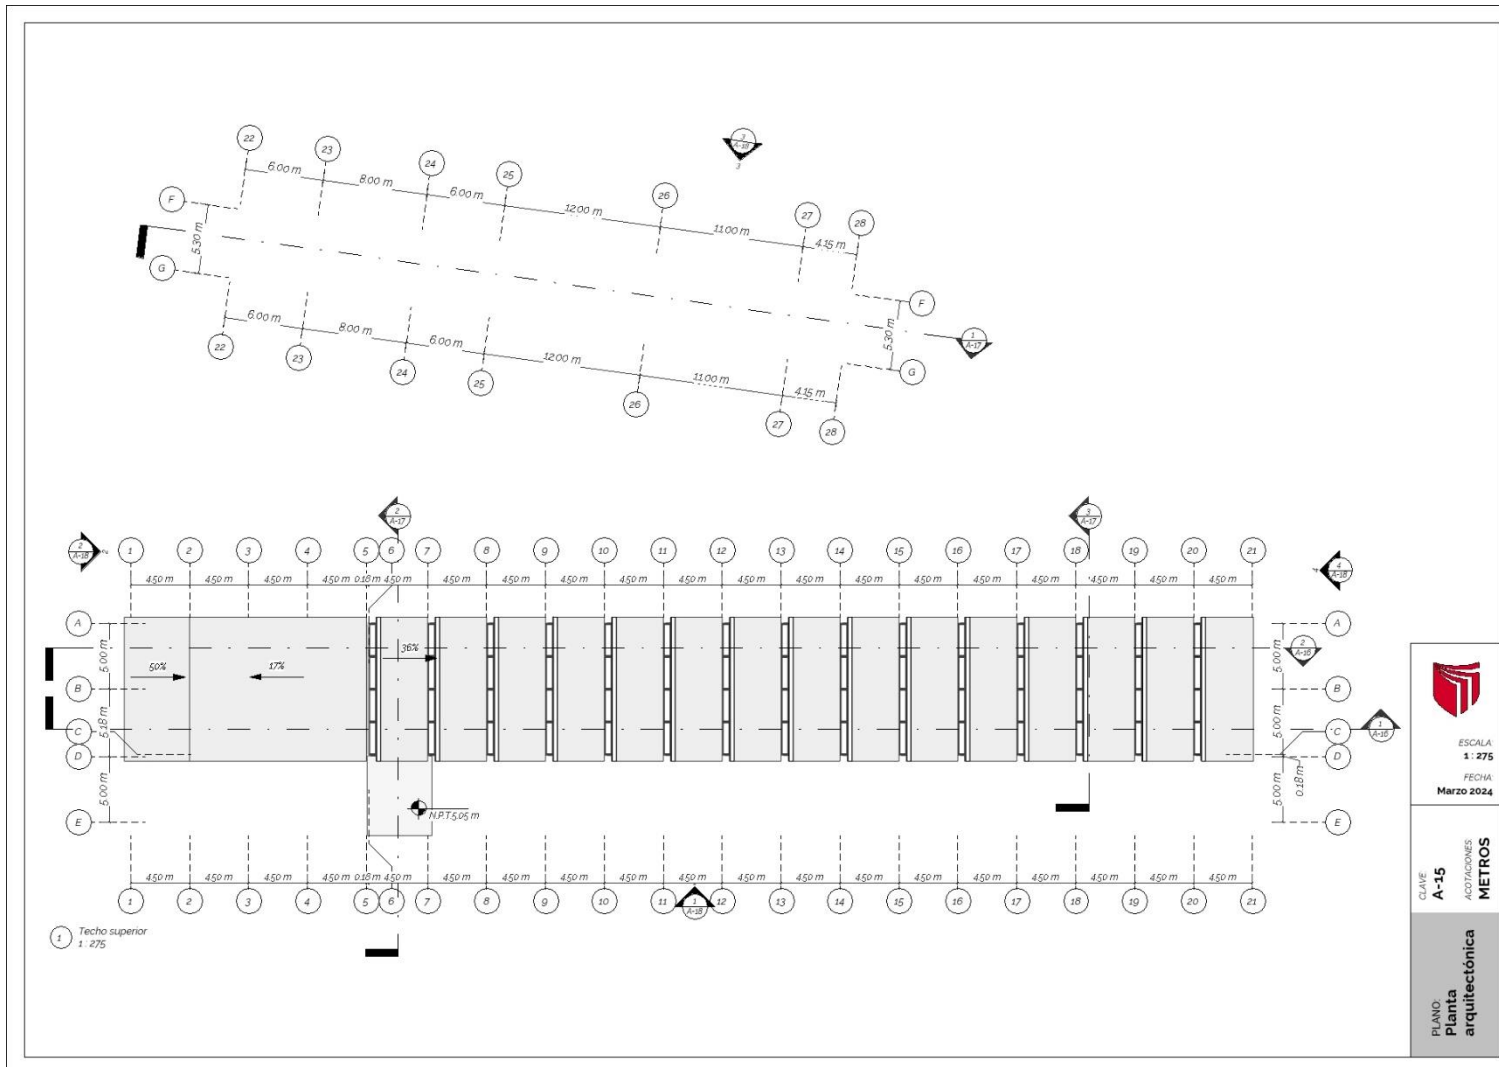 22
23
24
25
26
27
28
6.00 m
8.00 m
6.00 m
12.00 m
11.00 m
4.15 m
3
A-18
3
F
5.30 m
G
F
5.30 m
G
1
A-17
6.00 m
8.00 m
6.00 m
12.00 m
11.00 m
4.15 m
22
23
24
25
26
27
28
2
A-17
3
A-17
2
A-18
2
1 2 3 4 5 6 7 8 9 10 11 12 13 14 15 16 17 18 19 20 21
4
4
A-18
4.50 m 4.50 m 4.50 m 4.50 m 0.18 m 4.50 m 4.50 m 4.50 m 4.50 m 4.50 m 4.50 m 4.50 m 4.50 m 4.50 m 4.50 m 4.50 m 4.50 m 4.50 m 4.50 m 4.50 m
A
5.00 m
B
5.18 m
C
D
5.00 m
E
50%
17%
36%
N.P.T 5.05 m
A
5.00 m
2
A-16
B
5.00 m
C
1
A-16
D
5.00 m
0.18 m
E
4.50 m 4.50 m 4.50 m 4.50 m 0.18 m 4.50 m 4.50 m 4.50 m 4.50 m 4.50 m 4.50 m 4.50 m 4.50 m 4.50 m 4.50 m 4.50 m 4.50 m 4.50 m 4.50 m 4.50 m
1 2 3 4 5 6 7 8 9 10 11 12 13 14 15 16 17 18 19 20 21
1
A-18
1
Techo superior
1 : 275
ESCALA:
1 : 275
FECHA:
Marzo 2024
CLAVE:
A-15
ACOTACIONES:
METROS
PLANO:
Planta
arquitectónica